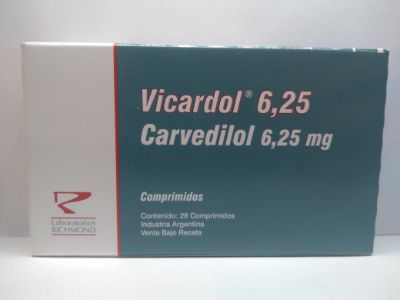 Vicardol® 6,25
Carvedilol 6,25 mg
Comprimidos
Contenido: 28 Comprimidos
Industria Argentina
Venta Bajo Receta
Laboratorios
RICHMOND